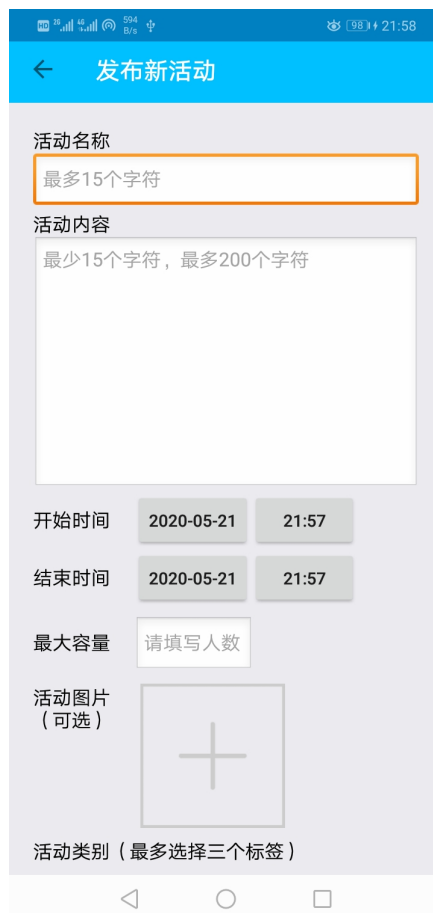 HD 2G 4G 594 B/s 98 21:58
发布新活动
活动名称
最多15个字符
活动内容
最少15个字符，最多200个字符
开始时间 2020-05-21 21:57
结束时间 2020-05-21 21:57
最大容量 请填写人数
活动图片
（可选）
活动类别（最多选择三个标签）